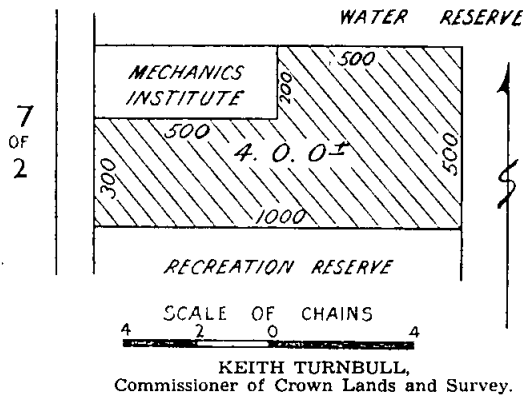 WATER RESERVE
500
MECHANICS
INSTITUTE
200
7
OF
2
500
4. 0. 0±
500
300
1000
RECREATION RESERVE
SCALE OF CHAINS
4 2 0 4
KEITH TURNBULL,
Commissioner of Crown Lands and Survey.